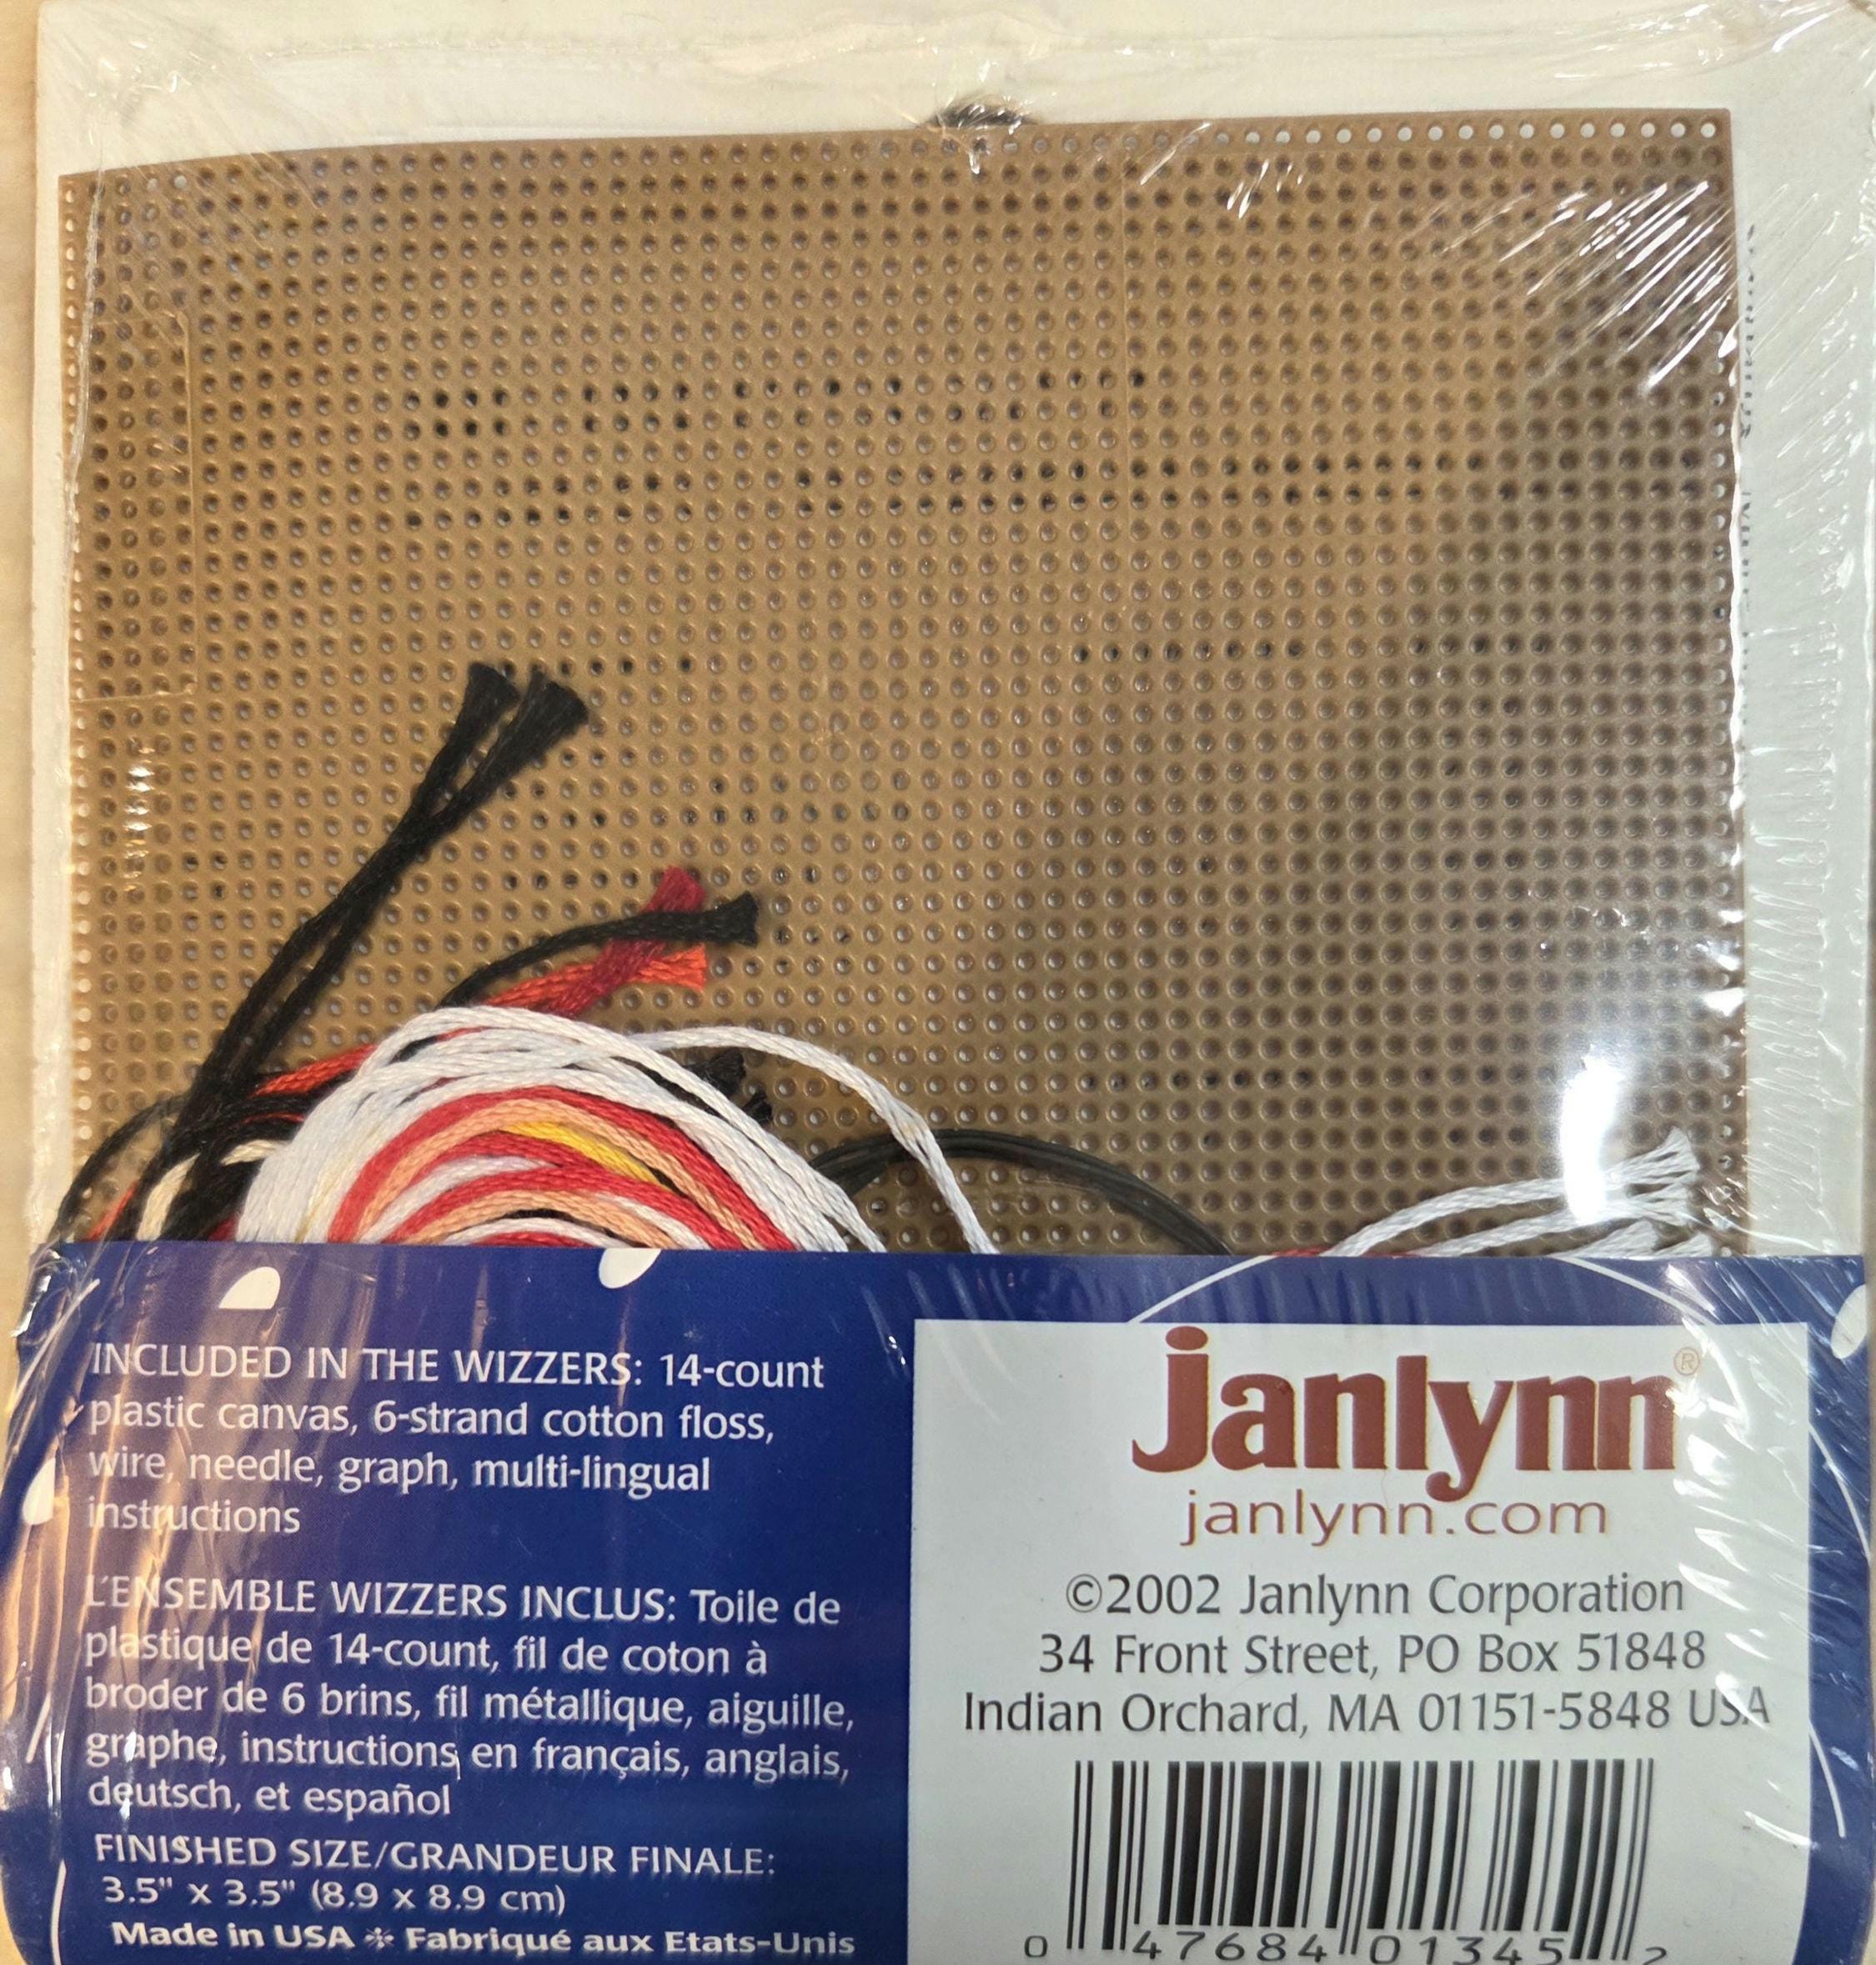 INCLUDED IN THE WIZZERS: 14-count
plastic canvas, 6-strand cotton floss,
wire, needle, graph, multi-lingual
instructions
L'ENSEMBLE WIZZERS INCLUS: Toile de
plastique de 14-count, fil de coton à
broder de 6 brins, fil métallique, aiguille,
graphe, instructions en français, anglais,
deutsch, et español
FINISHED SIZE/GRANDEUR FINALE:
3.5" x 3.5" (8.9 x 8.9 cm)
Made in USA ❊ Fabriqué aux Etats-Unis
janlynn®
janlynn.com
©2002 Janlynn Corporation
34 Front Street, PO Box 51848
Indian Orchard, MA 01151-5848 USA
0 47684 01345 2